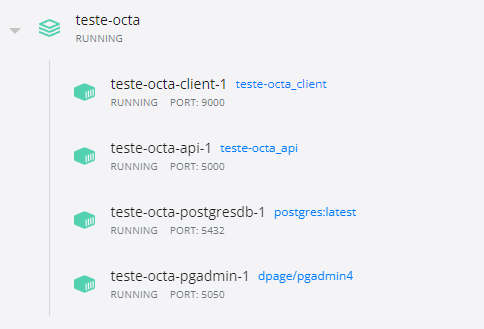 teste-octa
RUNNING
teste-octa-client-1 teste-octa_client
RUNNING PORT: 9000
teste-octa-api-1 teste-octa_api
RUNNING PORT: 5000
teste-octa-postgresdb-1 postgres:latest
RUNNING PORT: 5432
teste-octa-pgadmin-1 dpage/pgadmin4
RUNNING PORT: 5050